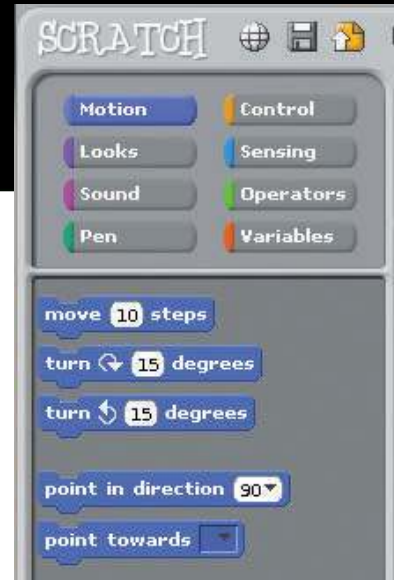 SCRATCH
Motion Control
Looks Sensing
Sound Operators
Pen Variables
move 10 steps
turn 15 degrees
turn 15 degrees
point in direction 90
point towards